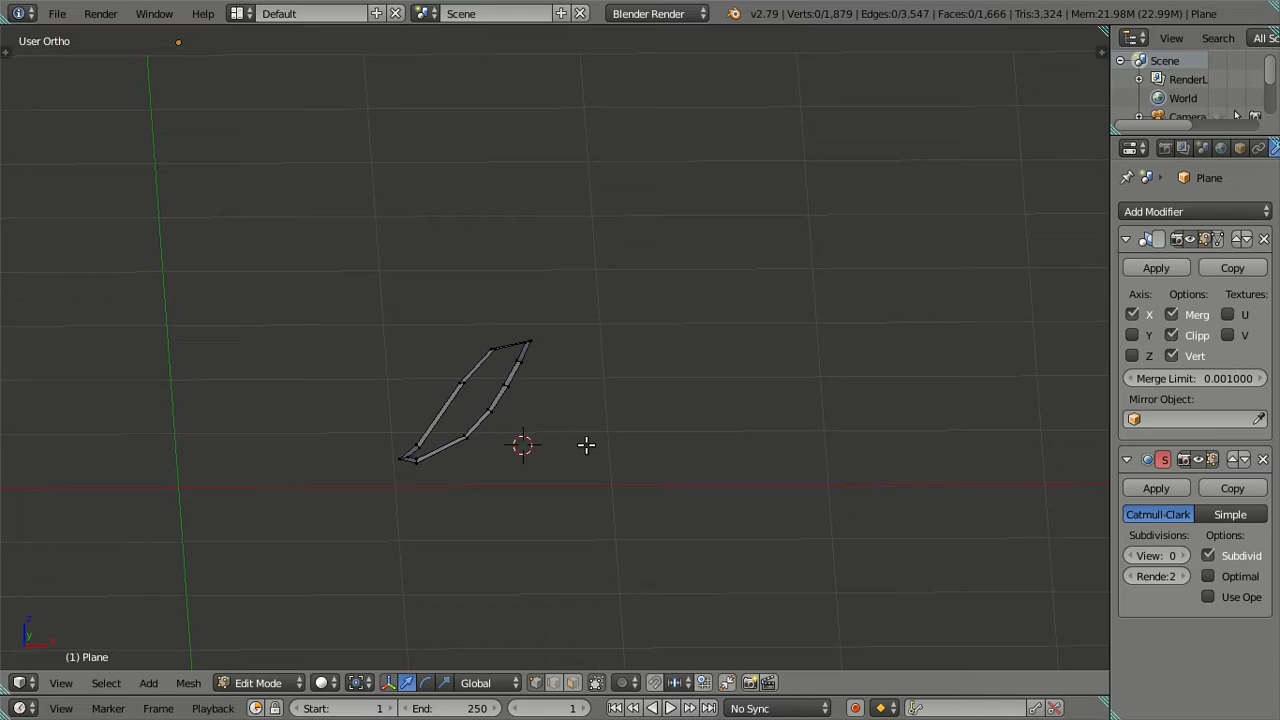 File Render Window Help Default Scene Blender Render v2.79 | Verts:0/1,879 | Edges:0/3,547 | Faces:0/1,666 | Tris:3,324 | Mem:21.98M (22.99M) | Plane
User Ortho
View Search All Sc
Scene
RenderL
World
Camera
Plane
Add Modifier
Apply Copy
Axis: Options: Textures:
X Merg U
Y Clipp V
Z Vert
Merge Limit: 0.001000
Mirror Object:
S
Apply Copy
Catmull-Clark Simple
Subdivisions: Options:
View: 0 Subdivid
Rende:2 Optimal
Use Ope
z
y x
(1) Plane
View Select Add Mesh Edit Mode Global
View Marker Frame Playback Start: 1 End: 250 1 No Sync